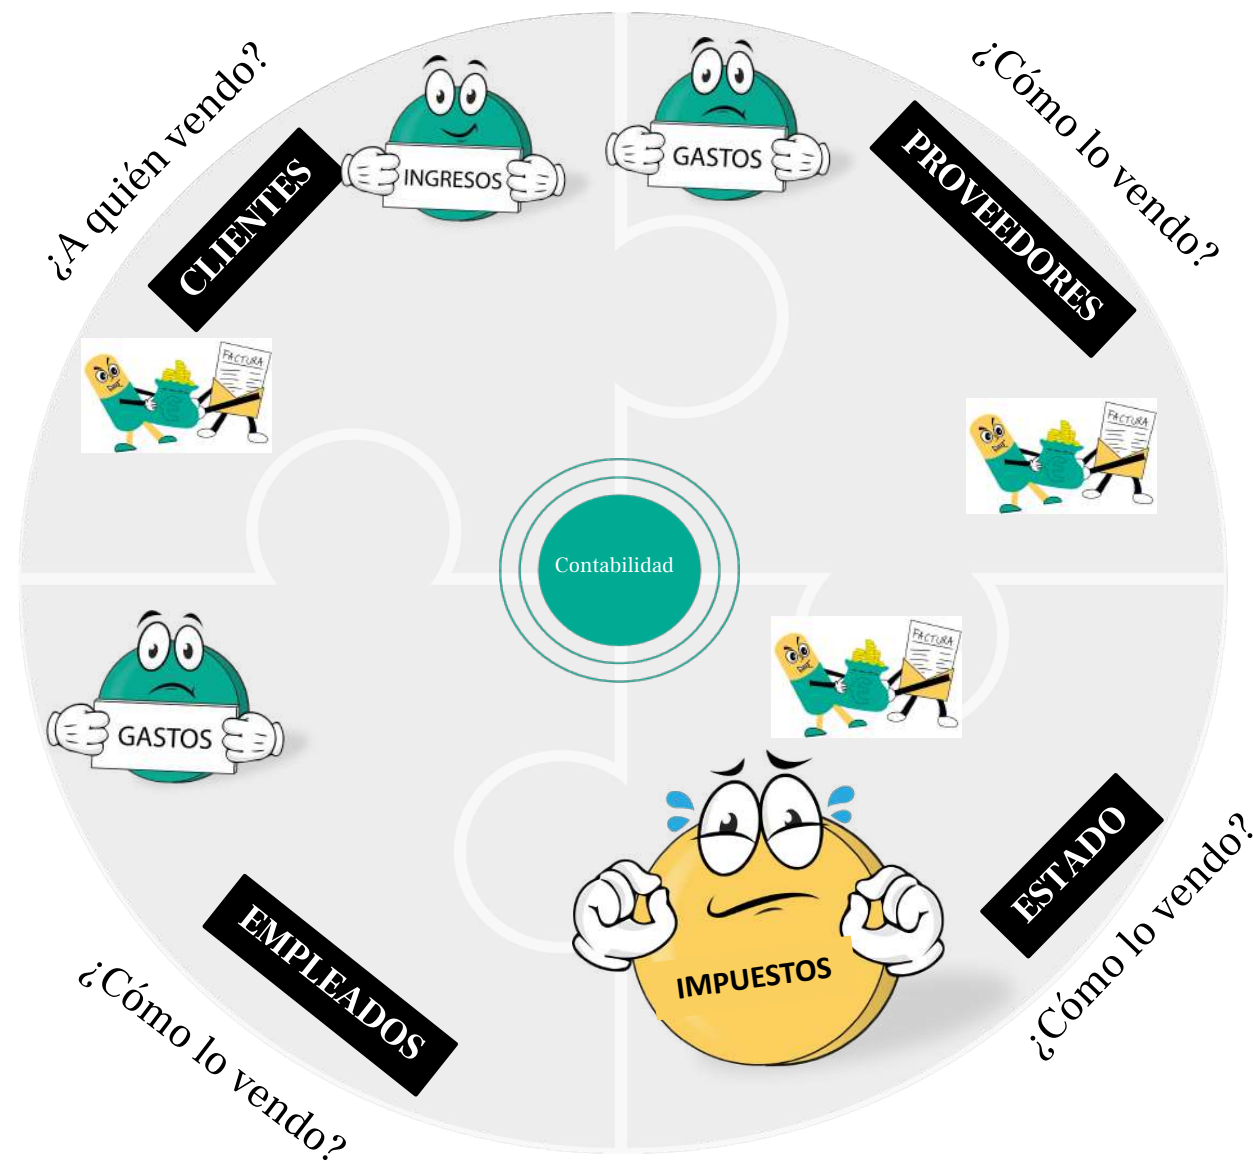 ¿A quién vendo?
CLIENTES
INGRESOS
FACTURA
GASTOS
¿Cómo lo vendo?
PROVEEDORES
FACTURA
Contabilidad
GASTOS
EMPLEADOS
¿Cómo lo vendo?
FACTURA
IMPUESTOS
ESTADO
¿Cómo lo vendo?